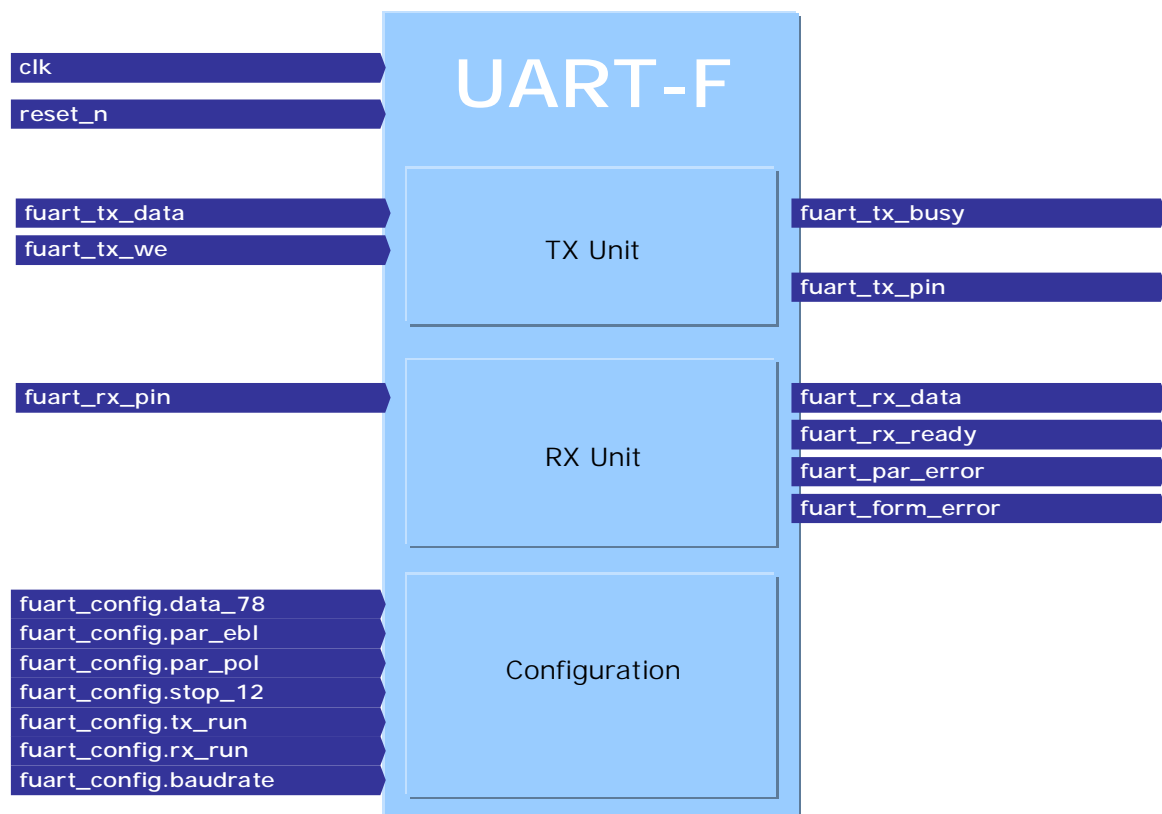 UART-F
clk
reset_n
fuart_tx_data
fuart_tx_we
TX Unit
fuart_tx_busy
fuart_tx_pin
fuart_rx_pin
RX Unit
fuart_rx_data
fuart_rx_ready
fuart_par_error
fuart_form_error
fuart_config.data_78
fuart_config.par_ebl
fuart_config.par_pol
fuart_config.stop_12
fuart_config.tx_run
fuart_config.rx_run
fuart_config.baudrate
Configuration